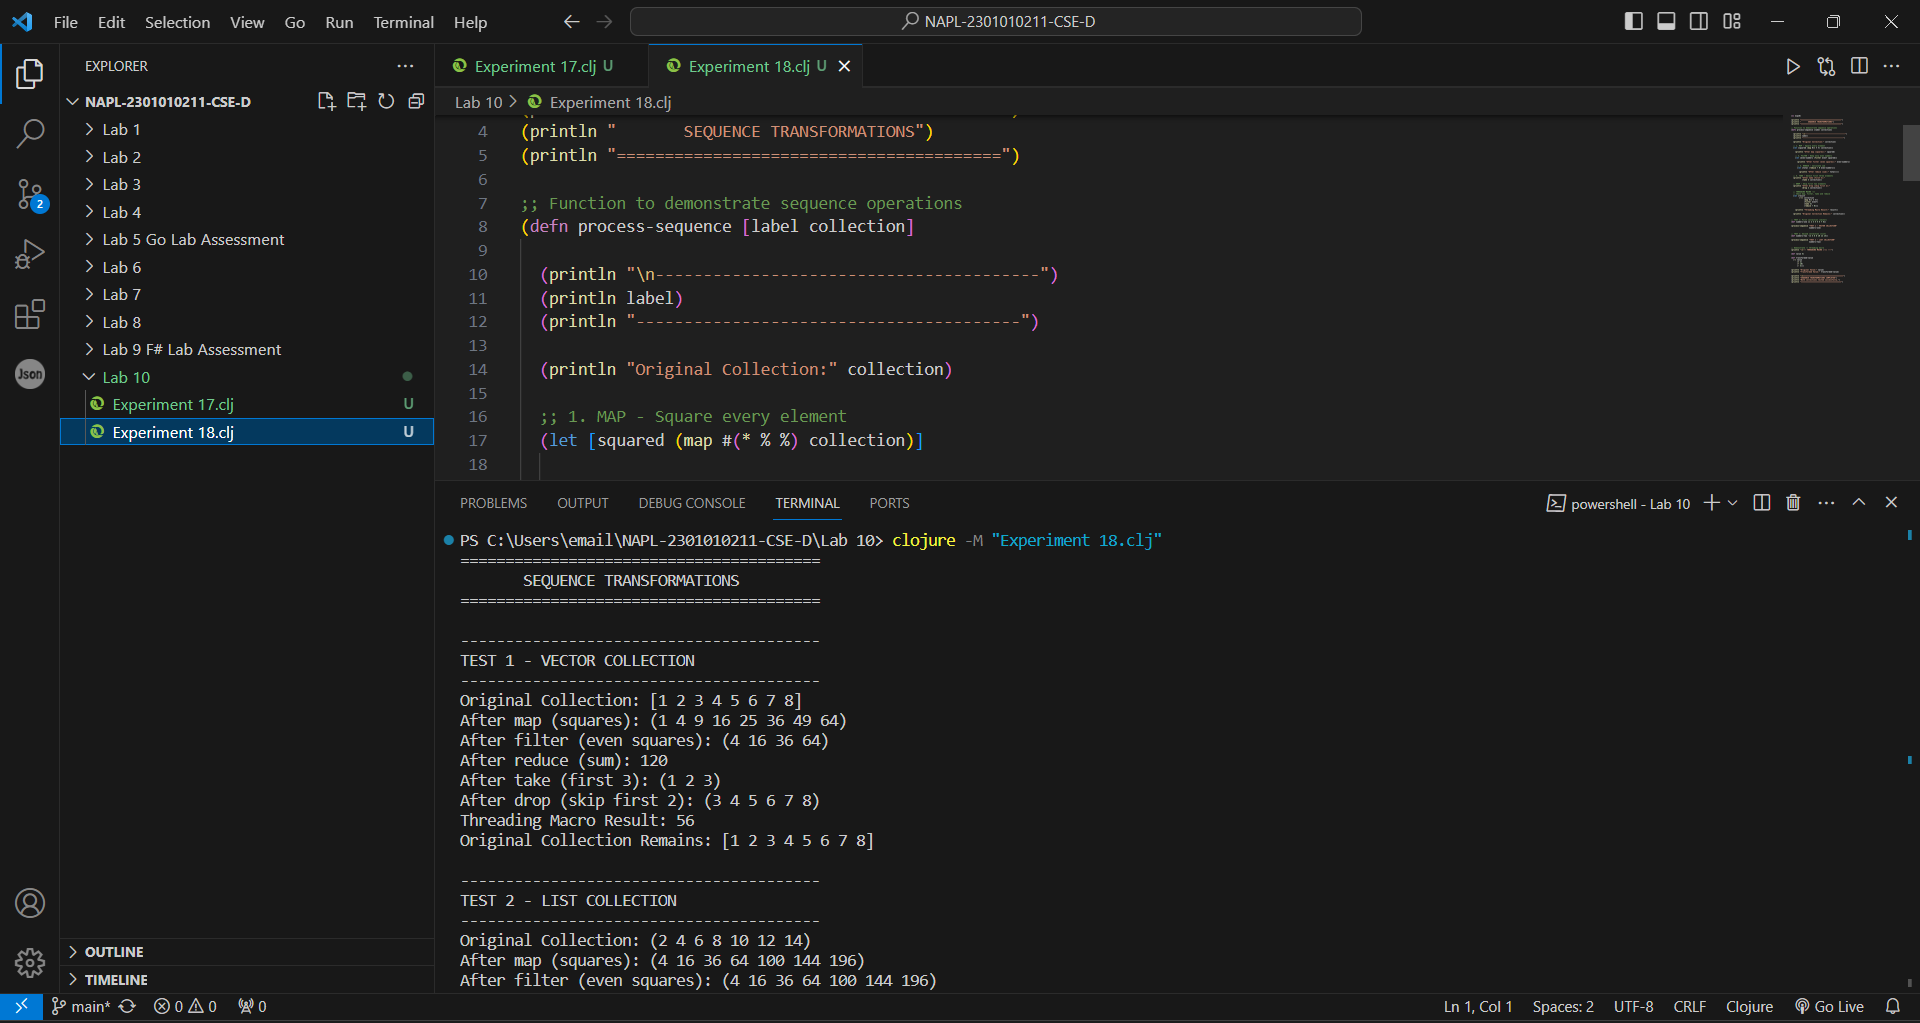 File Edit Selection View Go Run Terminal Help
NAPL-2301010211-CSE-D
EXPLORER
NAPL-2301010211-CSE-D
Lab 1
Lab 2
Lab 3
Lab 4
Lab 5 Go Lab Assessment
Lab 6
Lab 7
Lab 8
Lab 9 F# Lab Assessment
Lab 10
Experiment 17.clj U
Experiment 18.clj U
OUTLINE
TIMELINE
Experiment 17.clj U
Experiment 18.clj U
Lab 10 > Experiment 18.clj
4 (println "       SEQUENCE TRANSFORMATIONS")
5 (println "========================================")
6
7 ;; Function to demonstrate sequence operations
8 (defn process-sequence [label collection]
9
10   (println "\n----------------------------------------")
11   (println label)
12   (println "----------------------------------------")
13
14   (println "Original Collection:" collection)
15
16   ;; 1. MAP - Square every element
17   (let [squared (map #(* % %) collection)]
18
PROBLEMS OUTPUT DEBUG CONSOLE TERMINAL PORTS
powershell - Lab 10
PS C:\Users\email\NAPL-2301010211-CSE-D\Lab 10> clojure -M "Experiment 18.clj"
========================================
       SEQUENCE TRANSFORMATIONS
========================================
----------------------------------------
TEST 1 - VECTOR COLLECTION
----------------------------------------
Original Collection: [1 2 3 4 5 6 7 8]
After map (squares): (1 4 9 16 25 36 49 64)
After filter (even squares): (4 16 36 64)
After reduce (sum): 120
After take (first 3): (1 2 3)
After drop (skip first 2): (3 4 5 6 7 8)
Threading Macro Result: 56
Original Collection Remains: [1 2 3 4 5 6 7 8]
----------------------------------------
TEST 2 - LIST COLLECTION
----------------------------------------
Original Collection: (2 4 6 8 10 12 14)
After map (squares): (4 16 36 64 100 144 196)
After filter (even squares): (4 16 36 64 100 144 196)
2
Json
main* 0 0 0
Ln 1, Col 1 Spaces: 2 UTF-8 CRLF Clojure Go Live